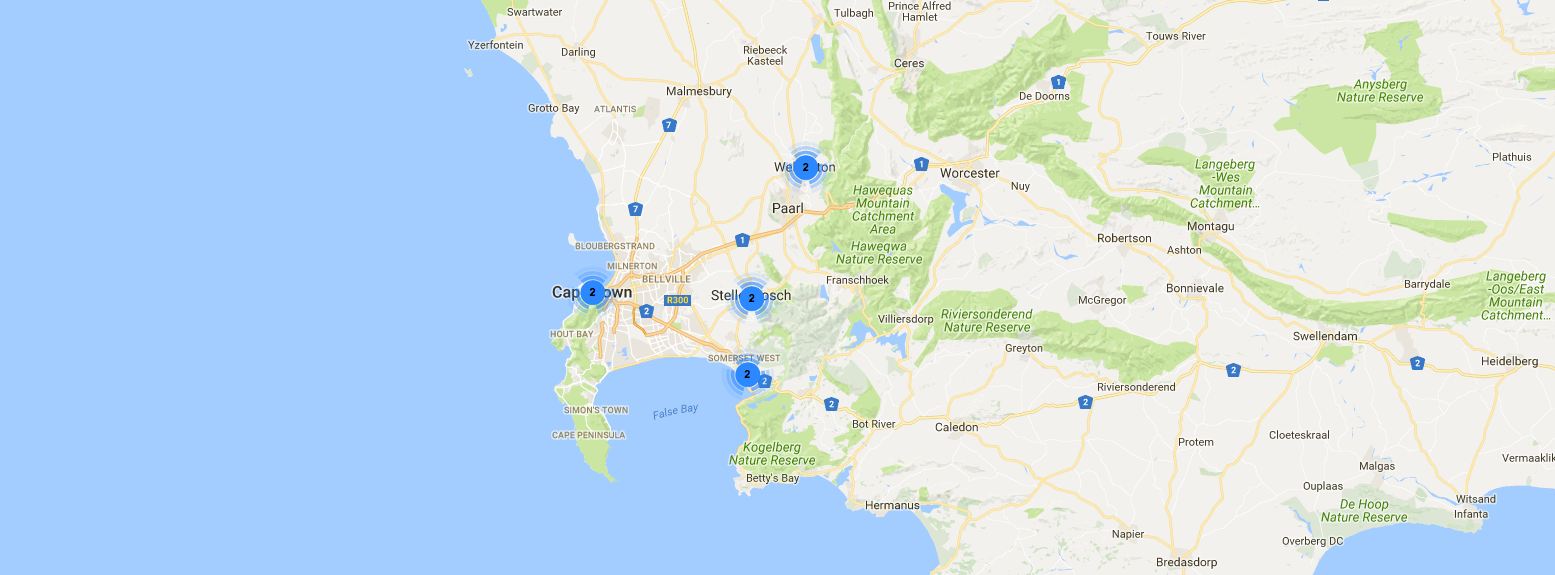 Swartwater
Tulbagh
Prince Alfred
Hamlet
Yzerfontein
Darling
Riebeeck
Kasteel
Touws River
Ceres
1
Anysberg
Nature Reserve
De Doorns
Malmesbury
Grotto Bay
ATLANTIS
7
2
1
Worcester
Nuy
Plathuis
Langeberg
-Wes
Mountain
Catchment...
Hawequas
Mountain
Catchment
Area
Paarl
7
Montagu
1
Robertson
Ashton
BLOUBERGSTRAND
Haweqwa
Nature Reserve
MILNERTON
BELLVILLE
Franschhoek
Langeberg
-Oos/East
Mountain
Catchment...
Barrydale
Bonnievale
2
2
R300
McGregor
2
Villiersdorp
Riviersonderend
Nature Reserve
HOUT BAY
Swellendam
Greyton
SOMERSET WEST
2
Heidelberg
2
2
2
Riviersonderend
2
2
SIMON'S TOWN
False Bay
Bot River
Caledon
CAPE PENINSULA
Cloeteskraal
Protem
Kogelberg
Nature Reserve
Vermaaklik
Malgas
Betty's Bay
Ouplaas
Witsand
Hermanus
De Hoop
Nature Reserve
Infanta
Napier
Overberg DC
Bredasdorp